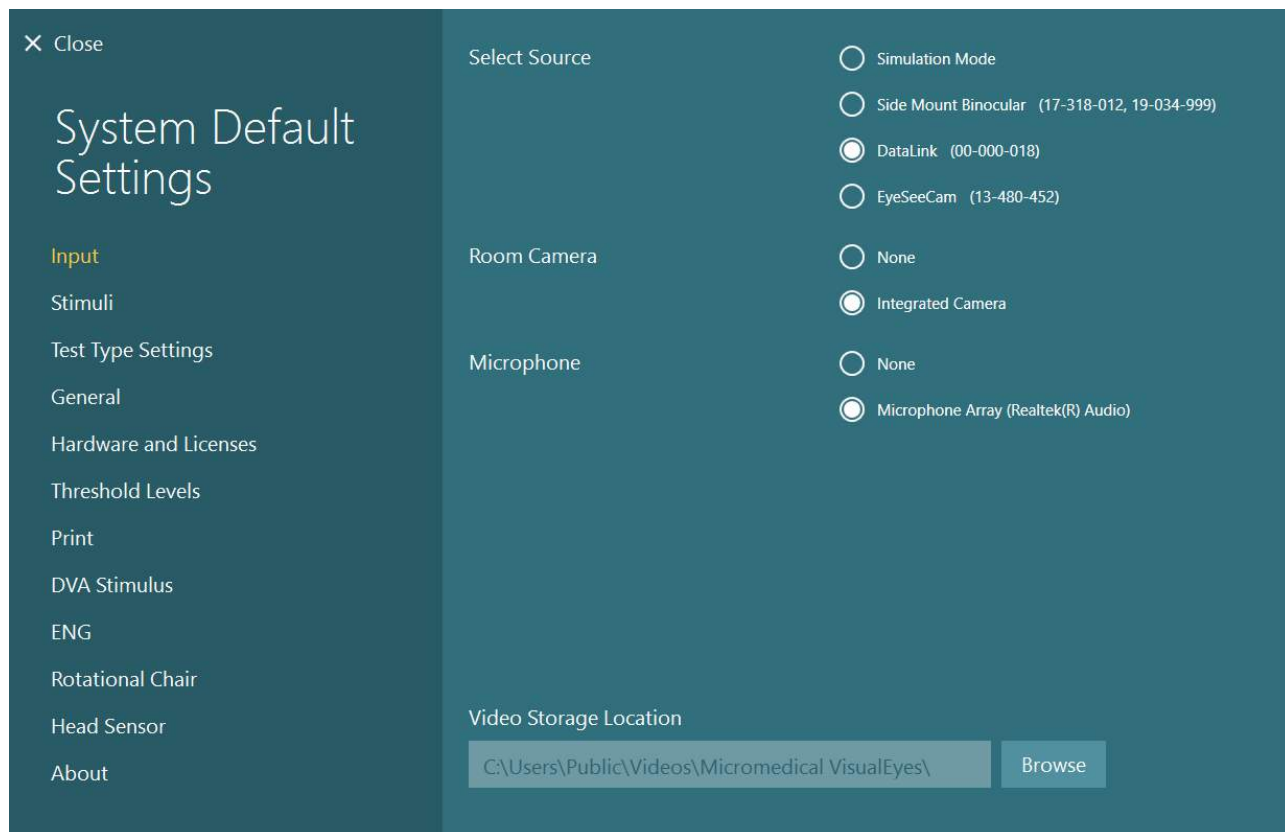 Close
System Default
Settings
Input
Stimuli
Test Type Settings
General
Hardware and Licenses
Threshold Levels
Print
DVA Stimulus
ENG
Rotational Chair
Head Sensor
About
Select Source
Simulation Mode
Side Mount Binocular (17-318-012, 19-034-999)
DataLink (00-000-018)
EyeSeeCam (13-480-452)
Room Camera
None
Integrated Camera
Microphone
None
Microphone Array (Realtek(R) Audio)
Video Storage Location
C:\Users\Public\Videos\Micromedical VisualEyes\
Browse